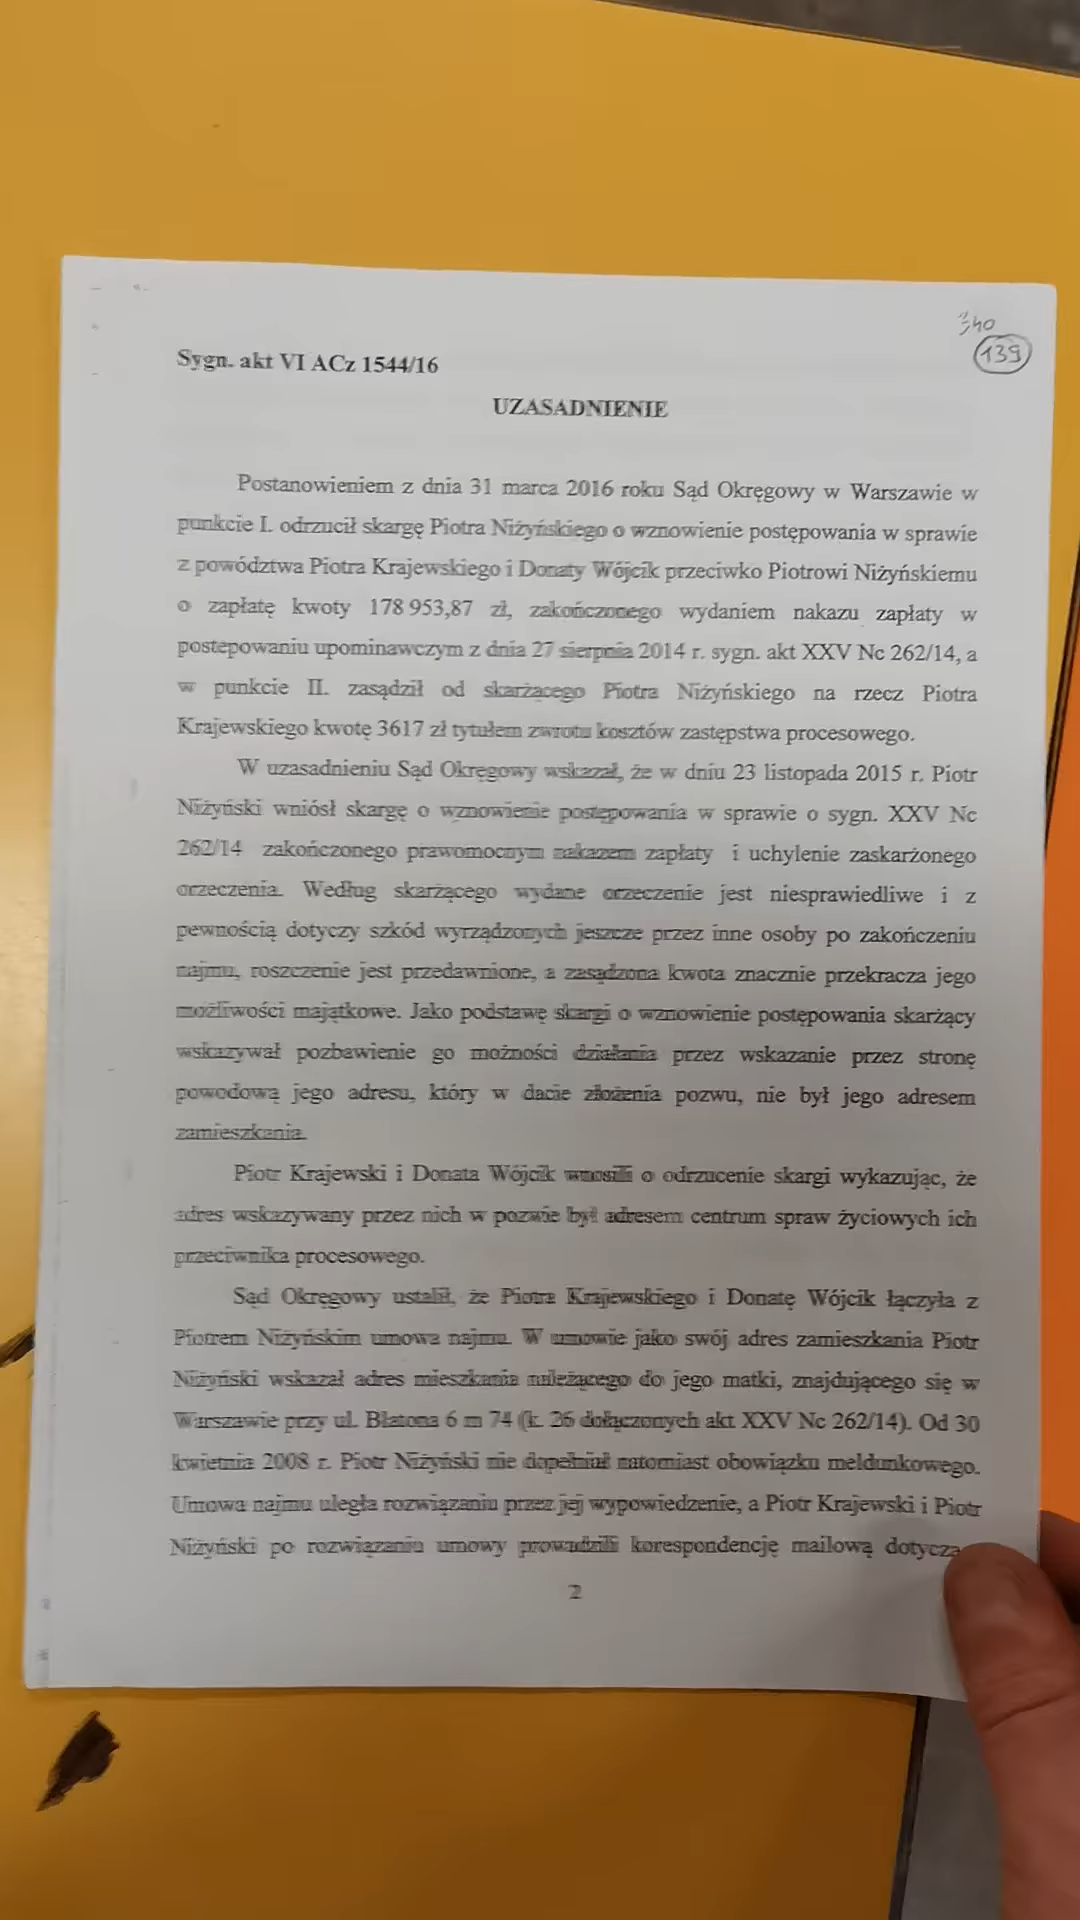 340
139
Sygn. akt VI ACz 1544/16
UZASADNIENIE
Postanowieniem z dnia 31 marca 2016 roku Sąd Okręgowy w Warszawie w
punkcie I. odrzucił skargę Piotra Niżyńskiego o wznowienie postępowania w sprawie
z powództwa Piotra Krajewskiego i Donaty Wójcik przeciwko Piotrowi Niżyńskiemu
o zapłatę kwoty 178 953,87 zł, zakończonego wydaniem nakazu zapłaty w
postepowaniu upominawczym z dnia 27 sierpnia 2014 r. sygn. akt XXV Nc 262/14, a
w punkcie II. zasądził od skarżącego Piotra Niżyńskiego na rzecz Piotra
Krajewskiego kwotę 3617 zł tytułem zwrotu kosztów zastępstwa procesowego.
W uzasadnieniu Sąd Okręgowy wskazał, że w dniu 23 listopada 2015 r. Piotr
Niżyński wniósł skargę o wznowienie postępowania w sprawie o sygn. XXV Nc
262/14 zakończonego prawomocnym nakazem zapłaty i uchylenie zaskarżonego
orzeczenia. Według skarżącego wydane orzeczenie jest niesprawiedliwe i z
pewnością dotyczy szkód wyrządzonych jeszcze przez inne osoby po zakończeniu
najmu, roszczenie jest przedawnione, a zasądzona kwota znacznie przekracza jego
możliwości majątkowe. Jako podstawę skargi o wznowienie postępowania skarżący
wskazywał pozbawienie go możności działania przez wskazanie przez stronę
powodową jego adresu, który w dacie złożenia pozwu, nie był jego adresem
zamieszkania.
Piotr Krajewski i Donata Wójcik wnosili o odrzucenie skargi wykazując, że
adres wskazywany przez nich w pozwie był adresem centrum spraw życiowych ich
przeciwnika procesowego.
Sąd Okręgowy ustalił, że Piotra Krajewskiego i Donatę Wójcik łączyła z
Piotrem Niżyńskim umowa najmu. W umowie jako swój adres zamieszkania Piotr
Niżyński wskazał adres mieszkania należącego do jego matki, znajdującego się w
Warszawie przy ul. Blatona 6 m 74 (k. 26 dołączonych akt XXV Nc 262/14). Od 30
kwietnia 2008 r. Piotr Niżyński nie dopełniał natomiast obowiązku meldunkowego.
Umowa najmu uległa rozwiązaniu przez jej wypowiedzenie, a Piotr Krajewski i Piotr
Niżyński po rozwiązaniu umowy prowadzili korespondencję mailową
2